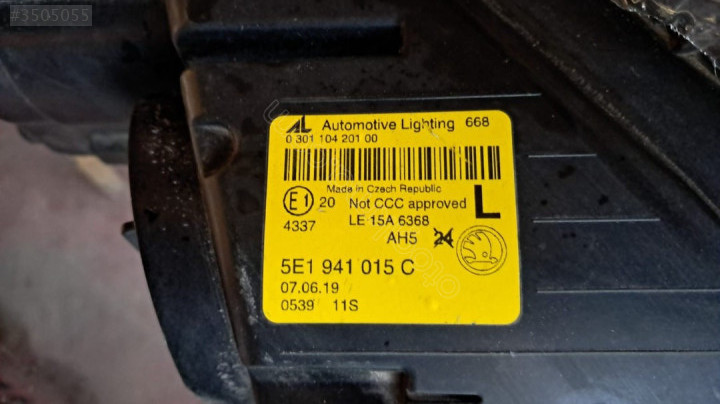 #3505055
AL Automotive Lighting 668
0 301 104 201 00
Made in Czech Republic
E1 20 Not CCC approved L
4337 LE 15A 6368
AH5 24
5E1 941 015 C
07.06.19
0539 11S